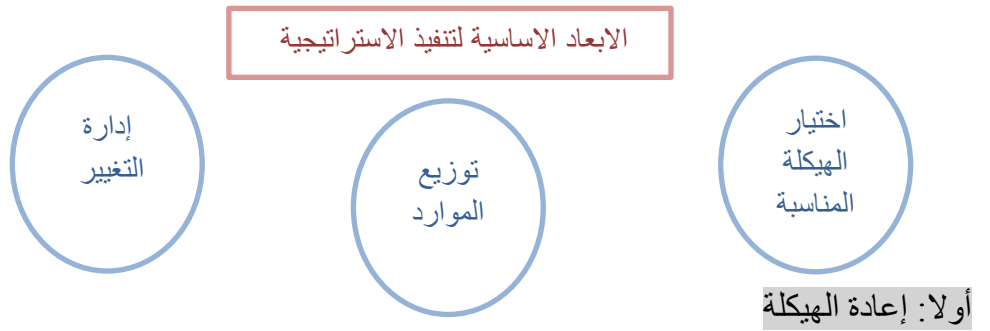 الابعاد الاساسية لتنفيذ الاستراتيجية
اختيار
الهيكلة
المناسبة
توزيع
الموارد
إدارة
التغيير
أولا: إعادة الهيكلة